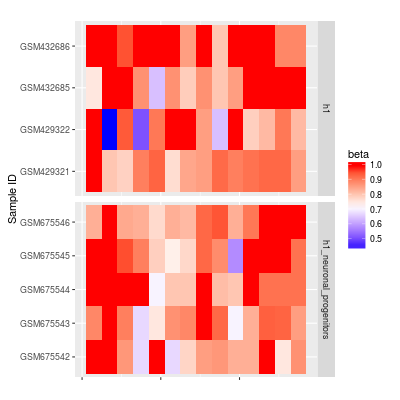 Sample ID
GSM432686
GSM432685
GSM429322
GSM429321
h1
GSM675546
GSM675545
GSM675544
GSM675543
GSM675542
h1_neuronal_progenitors
beta
1.0
0.9
0.8
0.7
0.6
0.5